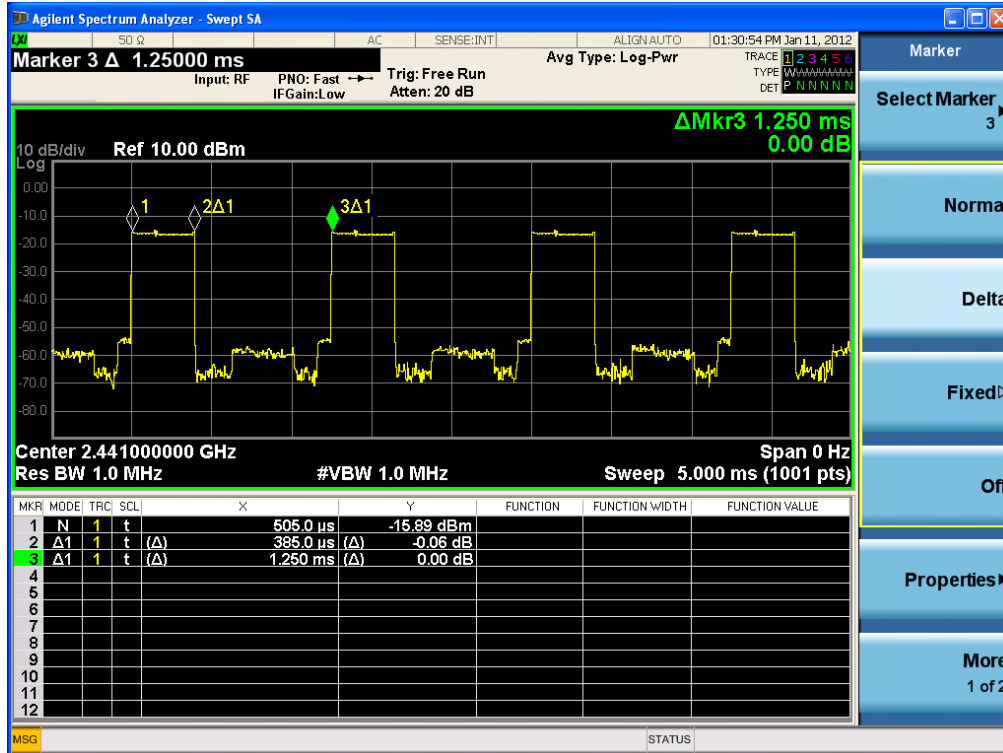 Agilent Spectrum Analyzer - Swept SA
LXI 50 Ω AC SENSE:INT ALIGN AUTO 01:30:54 PM Jan 11, 2012
Marker 3 Δ 1.25000 ms
Input: RF PNO: Fast Trig: Free Run Avg Type: Log-Pwr TRACE 1 2 3 4 5 6
IFGain:Low Atten: 20 dB TYPE W
DET P N N N N N
ΔMkr3 1.250 ms
10 dB/div Ref 10.00 dBm 0.00 dB
Log
0.00
1 2Δ1 3Δ1
-10.0
-20.0
-30.0
-40.0
-50.0
-60.0
-70.0
-80.0
Center 2.441000000 GHz Span 0 Hz
Res BW 1.0 MHz #VBW 1.0 MHz Sweep 5.000 ms (1001 pts)
MKR MODE TRC SCL X Y FUNCTION FUNCTION WIDTH FUNCTION VALUE
1 N 1 t 505.0 µs -15.89 dBm
2 Δ1 1 t (Δ) 385.0 µs (Δ) -0.06 dB
3 Δ1 1 t (Δ) 1.250 ms (Δ) 0.00 dB
4
5
6
7
8
9
10
11
12
MSG STATUS
Marker
Select Marker
3
Norma
Delta
Fixed
Off
Properties
More
1 of 2